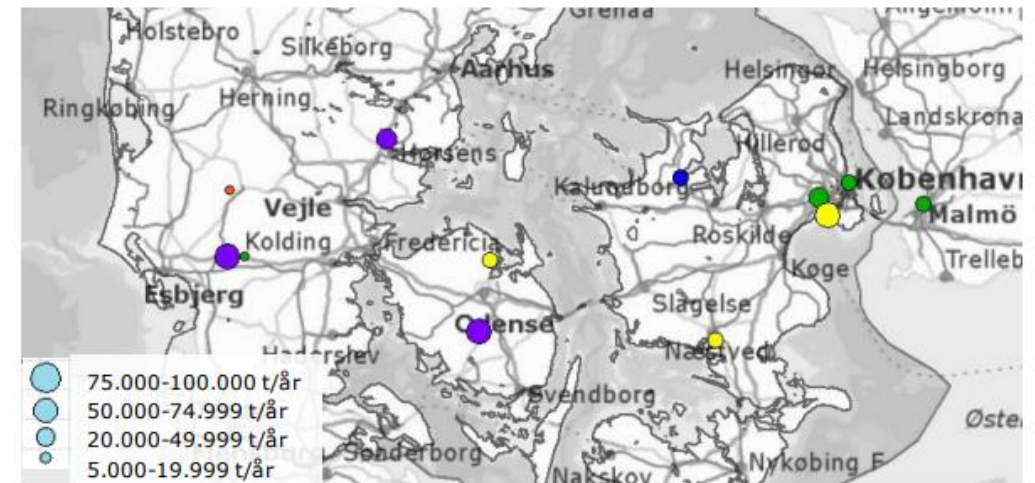 Grenaa
Holstebro
Silkeborg
Aarhus
Helsingør
Helsingborg
Herning
Ringkøbing
Landskrona
Hillerød
Horsens
Kalundborg
København
Vejle
Malmö
Kolding
Fredericia
Roskilde
Trelleb
Køge
Esbjerg
Slagelse
Odense
Næstved
Haderslev
75.000-100.000 t/år
50.000-74.999 t/år
20.000-49.999 t/år
5.000-19.999 t/år
Svendborg
Øste
Sønderborg
Nakskov
Nykøbing F